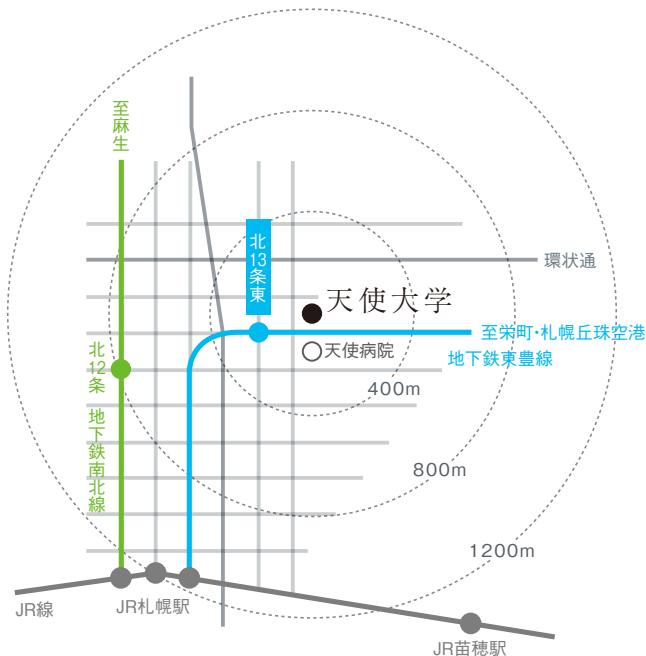 至麻生
北13条東
環状通
天使大学
至栄町・札幌丘珠空港
地下鉄東豊線
天使病院
北12条
400m
地下鉄南北線
800m
1200m
JR線
JR札幌駅
JR苗穂駅